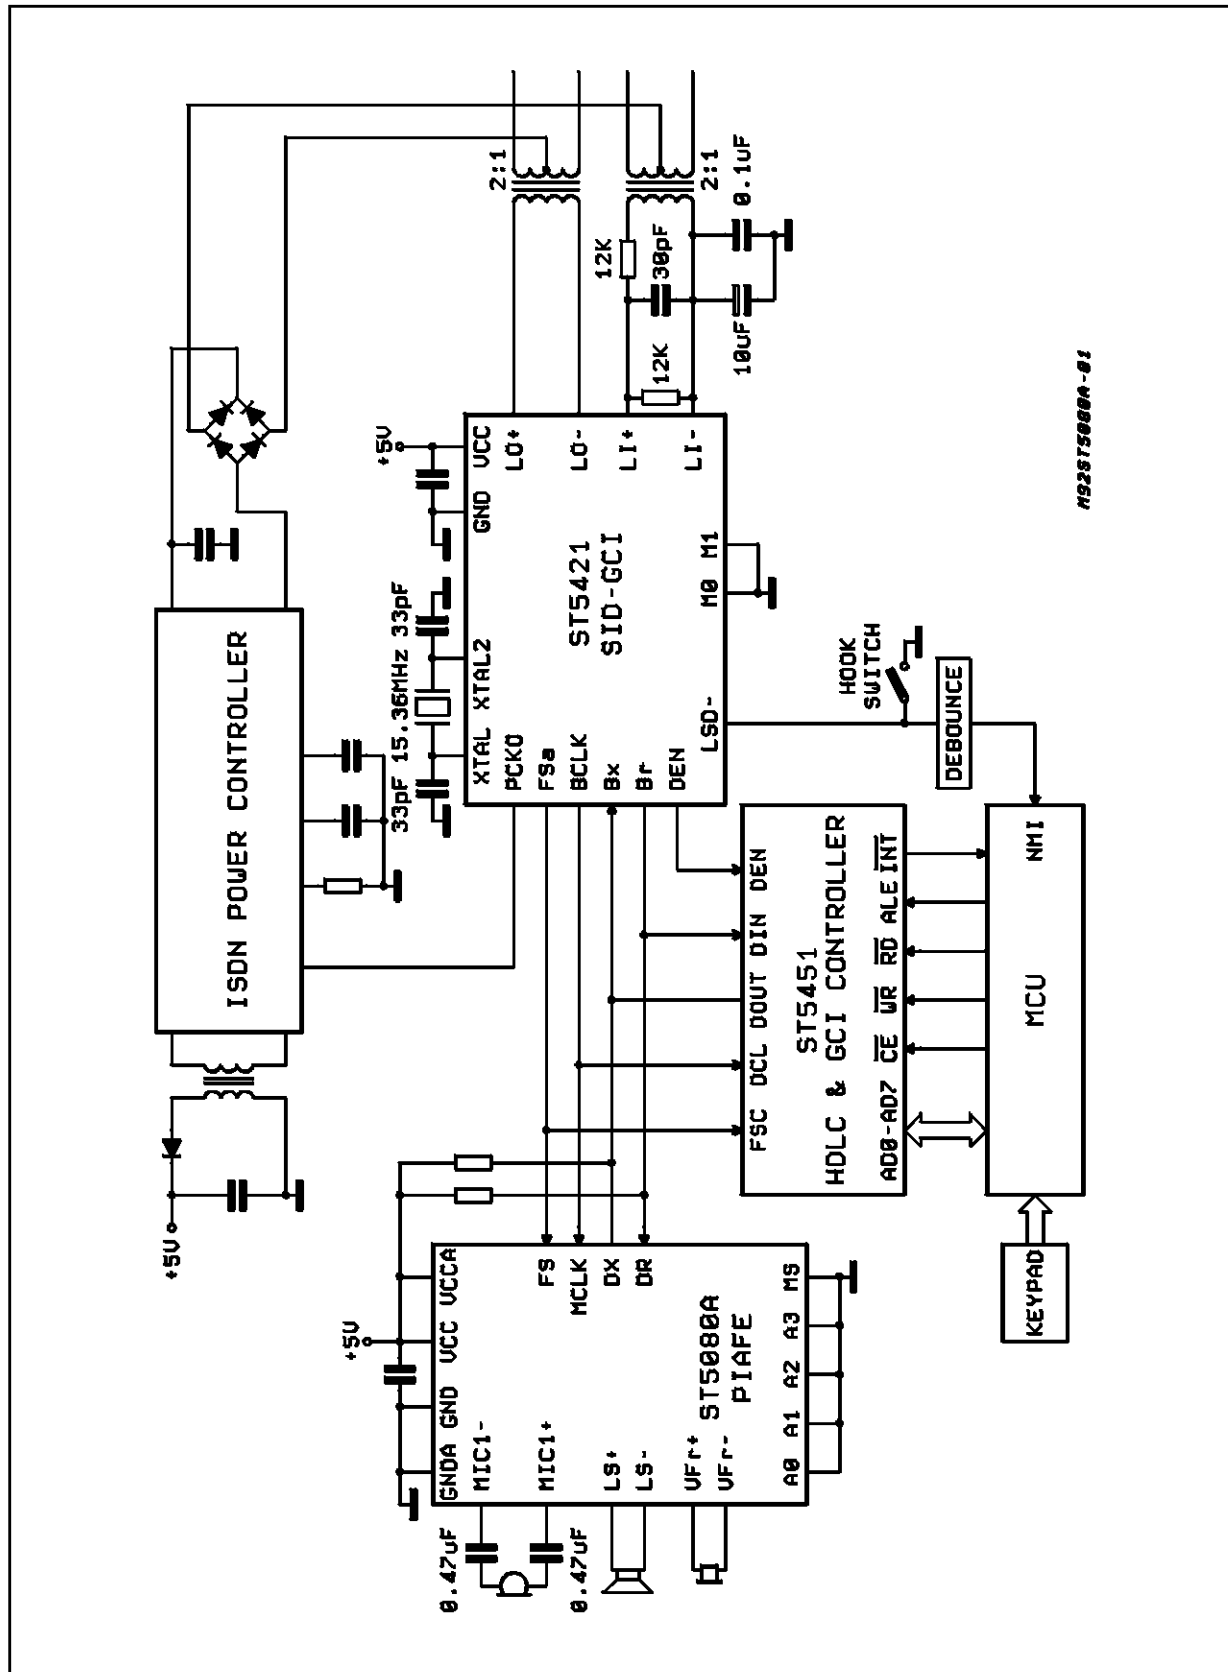 +5V
ISDN POWER CONTROLLER
2:1
2:1
12K
30pF
0.1uF
12K
10uF
+5V
33pF 15.36MHz 33pF
XTAL XTAL2 GND VCC
PCKO
FSa
BCLK
Bx
Br
DEN
LO+
LO-
LI+
LI-
ST5421
SID-GCI
LSD-
M0 M1
HOOK
SWITCH
DEBOUNCE
+5V
GNDA GND VCC VCCA
MIC1-
MIC1+
LS+
LS-
VFr+
VFr-
FS
MCLK
DX
DR
ST5080A
PIAFE
A0 A1 A2 A3 MS
0.47uF
0.47uF
FSC DCL DOUT DIN DEN
ST5451
HDLC & GCI CONTROLLER
AD0-AD7 CE WR RD ALE INT
NMI
MCU
KEYPAD
M92ST5080A-01